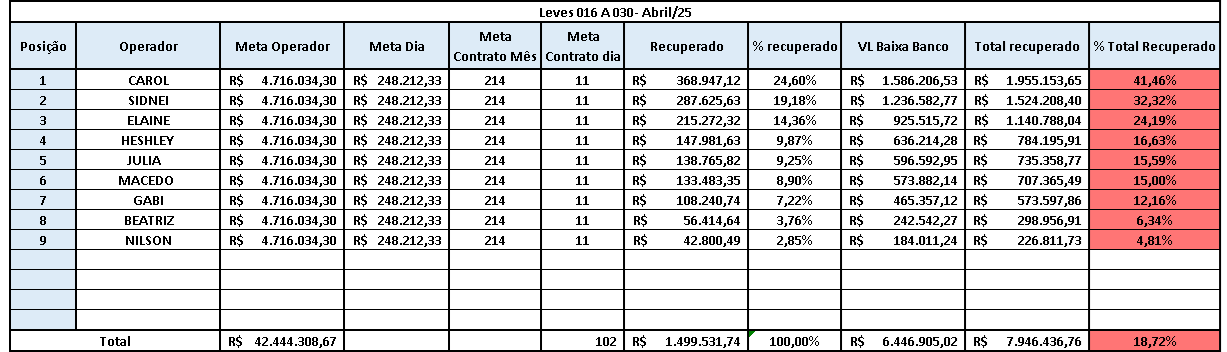 Leves 016 A 030- Abril/25
Posição Operador Meta Operador Meta Dia Meta Contrato Mês Meta Contrato dia Recuperado % recuperado VL Baixa Banco Total recuperado % Total Recuperado
1 CAROL R$ 4.716.034,30 R$ 248.212,33 214 11 R$ 368.947,12 24,60% R$ 1.586.206,53 R$ 1.955.153,65 41,46%
2 SIDNEI R$ 4.716.034,30 R$ 248.212,33 214 11 R$ 287.625,63 19,18% R$ 1.236.582,77 R$ 1.524.208,40 32,32%
3 ELAINE R$ 4.716.034,30 R$ 248.212,33 214 11 R$ 215.272,32 14,36% R$ 925.515,72 R$ 1.140.788,04 24,19%
4 HESHLEY R$ 4.716.034,30 R$ 248.212,33 214 11 R$ 147.981,63 9,87% R$ 636.214,28 R$ 784.195,91 16,63%
5 JULIA R$ 4.716.034,30 R$ 248.212,33 214 11 R$ 138.765,82 9,25% R$ 596.592,95 R$ 735.358,77 15,59%
6 MACEDO R$ 4.716.034,30 R$ 248.212,33 214 11 R$ 133.483,35 8,90% R$ 573.882,14 R$ 707.365,49 15,00%
7 GABI R$ 4.716.034,30 R$ 248.212,33 214 11 R$ 108.240,74 7,22% R$ 465.357,12 R$ 573.597,86 12,16%
8 BEATRIZ R$ 4.716.034,30 R$ 248.212,33 214 11 R$ 56.414,64 3,76% R$ 242.542,27 R$ 298.956,91 6,34%
9 NILSON R$ 4.716.034,30 R$ 248.212,33 214 11 R$ 42.800,49 2,85% R$ 184.011,24 R$ 226.811,73 4,81%
Total R$ 42.444.308,67 102 R$ 1.499.531,74 100,00% R$ 6.446.905,02 R$ 7.946.436,76 18,72%